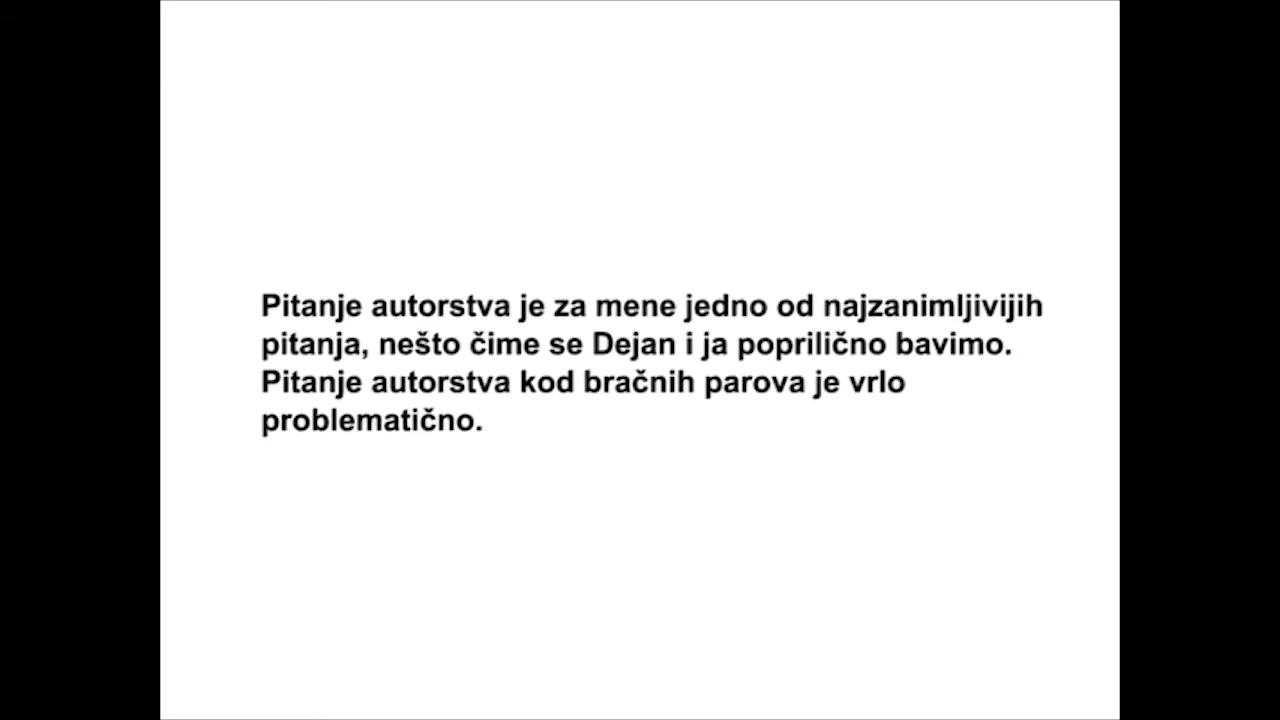 Pitanje autorstva je za mene jedno od najzanimljivijih
pitanja, nešto čime se Dejan i ja poprilično bavimo.
Pitanje autorstva kod bračnih parova je vrlo
problematično.